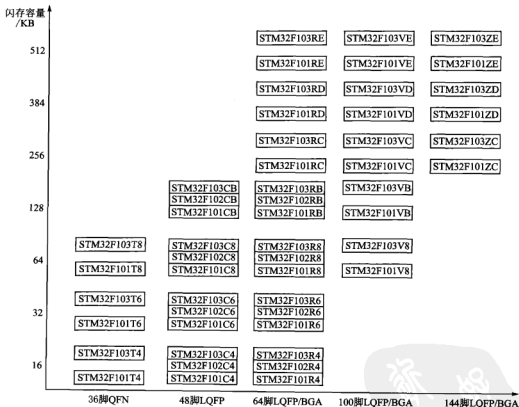 闪存容量
/KB
STM32F103RE STM32F103VE STM32F103ZE
512
STM32F101RE STM32F101VE STM32F101ZE
STM32F103RD STM32F103VD STM32F103ZD
384
STM32F101RD STM32F101VD STM32F101ZD
STM32F103RC STM32F103VC STM32F103ZC
256
STM32F101RC STM32F101VC STM32F101ZC
STM32F103CB STM32F103RB STM32F103VB
STM32F102CB STM32F102RB
128
STM32F101CB STM32F101RB STM32F101VB
STM32F103T8 STM32F103C8 STM32F103R8 STM32F103V8
STM32F102C8 STM32F102R8
64
STM32F101T8 STM32F101C8 STM32F101R8 STM32F101V8
STM32F103T6 STM32F103C6 STM32F103R6
STM32F102C6 STM32F102R6
32
STM32F101T6 STM32F101C6 STM32F101R6
STM32F103T4 STM32F103C4 STM32F103R4
16
STM32F102C4 STM32F102R4
STM32F101T4 STM32F101C4 STM32F101R4
36脚QFN 48脚LQFP 64脚LQFP/BGA 100脚LQFP/BGA 144脚LQFP/BGA